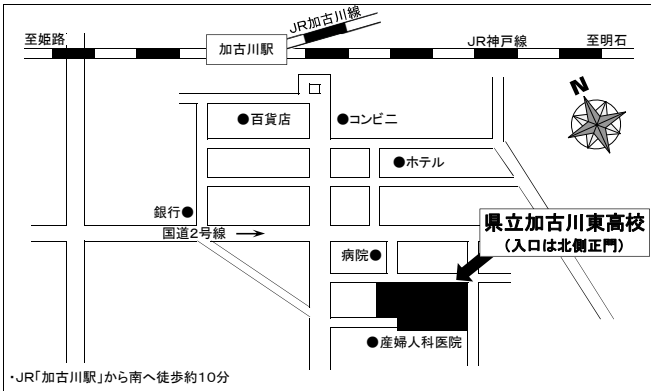 JR加古川線
至姫路
加古川駅
JR神戸線
至明石
N
●百貨店
●コンビニ
●ホテル
銀行●
国道2号線 →
県立加古川東高校
(入口は北側正門)
病院●
●産婦人科医院
・JR「加古川駅」から南へ徒歩約10分